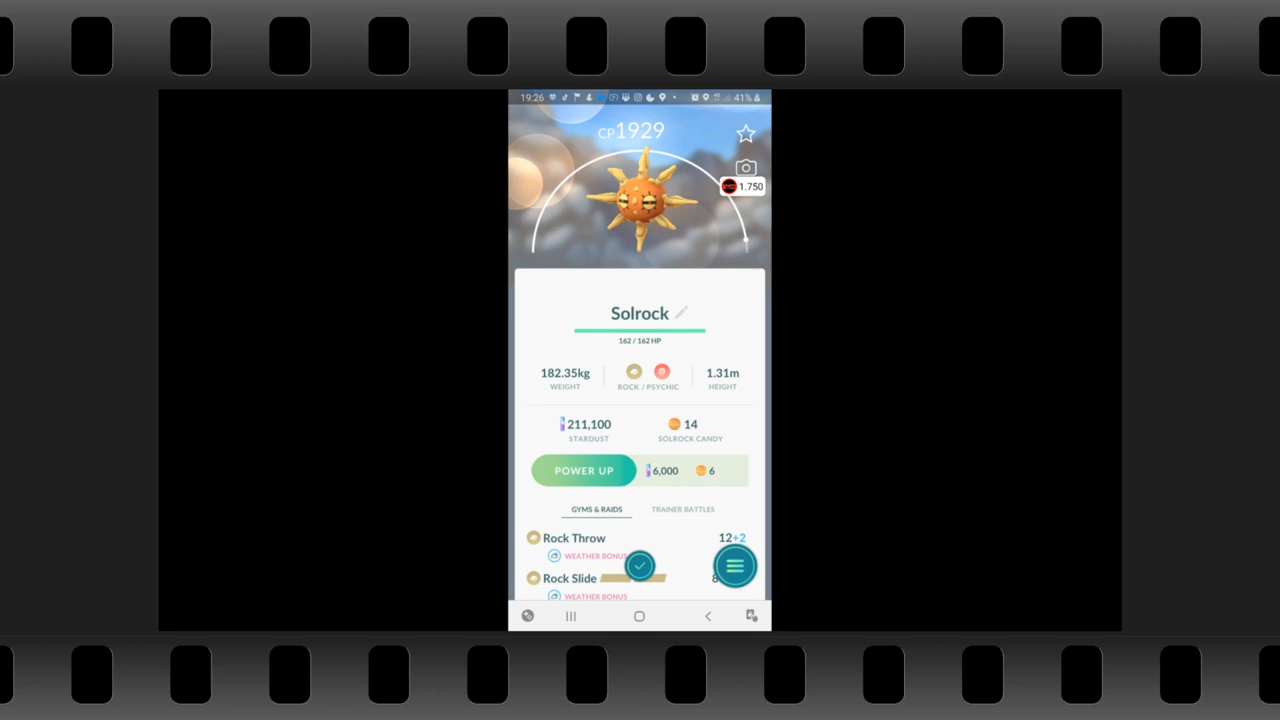 19:26 41%
CP1929
1.750
Solrock
162 / 162 HP
182.35kg ROCK / PSYCHIC 1.31m
WEIGHT HEIGHT
211,100 14
STARDUST SOLROCK CANDY
POWER UP 6,000 6
GYMS & RAIDS TRAINER BATTLES
Rock Throw 12+2
WEATHER BONUS
Rock Slide 8
WEATHER BONUS